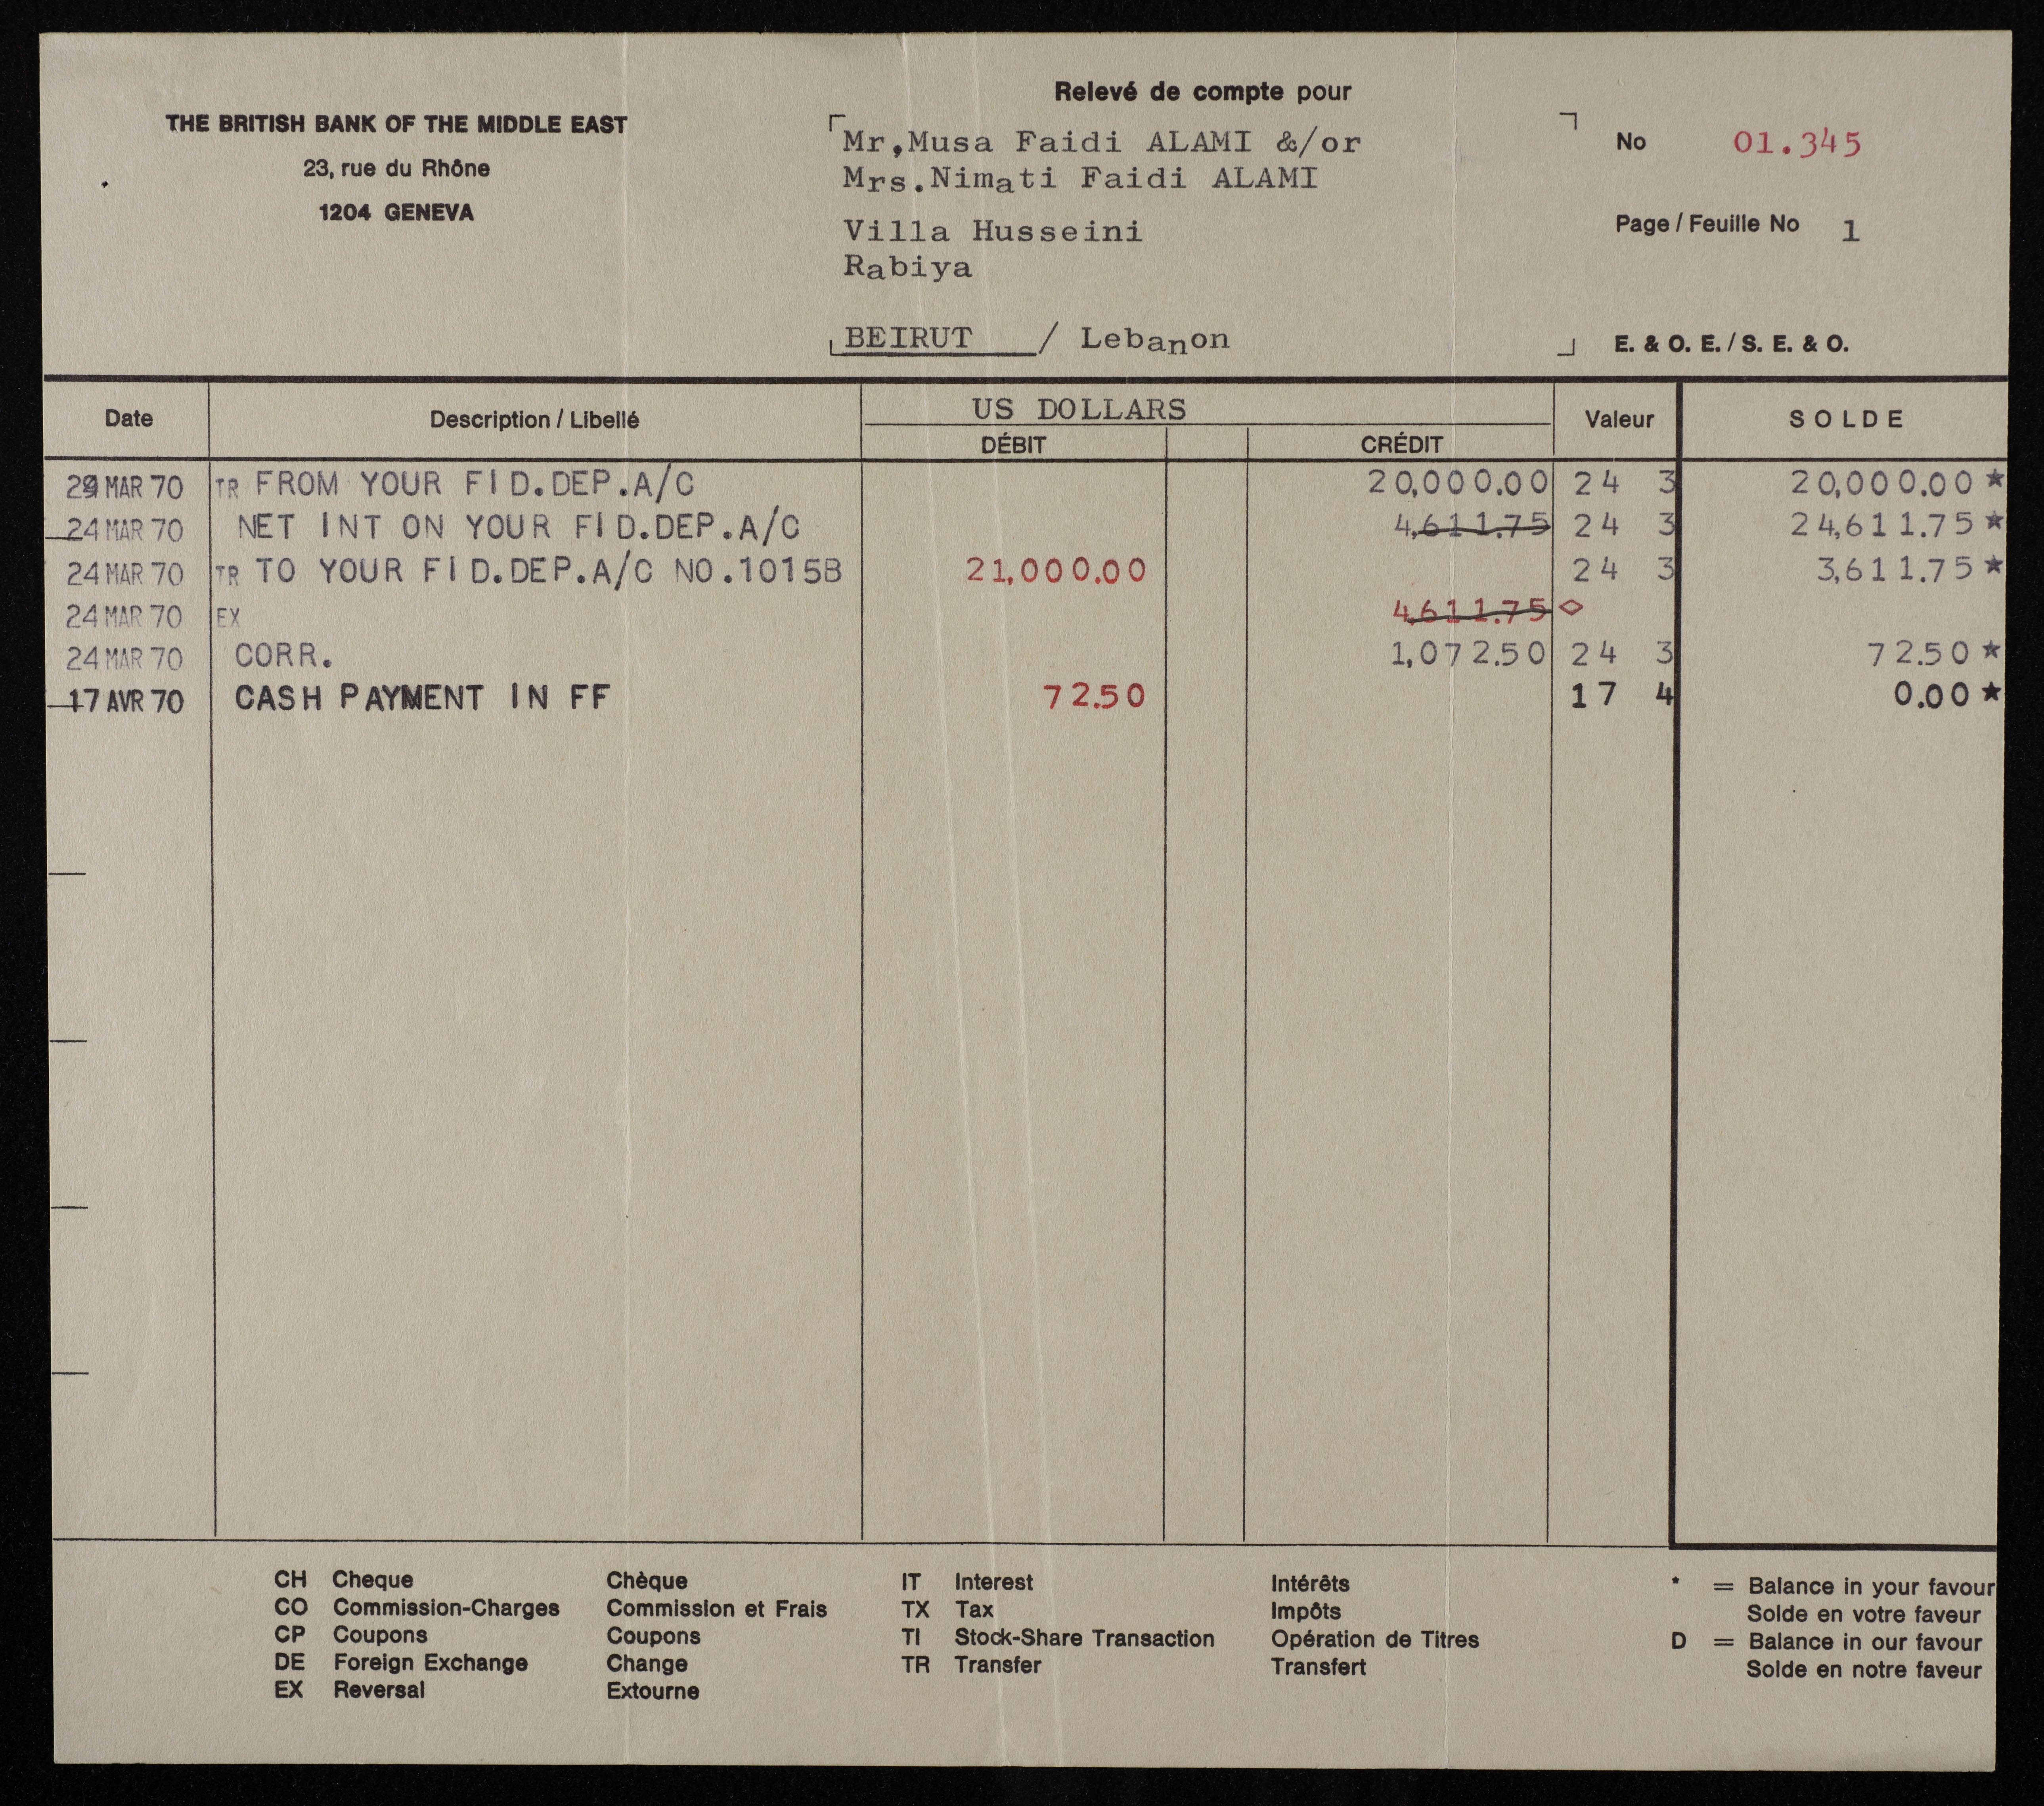 Relevé de compte pour
THE BRITISH BANK OF THE MIDDLE EAST
23, rue du Rhône
1204 GENEVA
Mr,Musa Faidi ALAMI &/or
Mrs.Nimati Faidi ALAMI
Villa Husseini
Rabiya
BEIRUT / Lebanon
No 01.345
Page / Feuille No 1
E. & O. E. / S. E. & O.
Date Description / Libellé US DOLLARS Valeur SOLDE
DÉBIT CRÉDIT
MAR 70 TR FROM YOUR FID.DEP.A/C 20,000.00 24 3 20,000.00 ★
24 MAR 70 NET INT ON YOUR FID.DEP.A/C 4,611.75 24 3 24,611.75 ★
24 MAR 70 TR TO YOUR FID.DEP.A/C NO.1015B 21,000.00 24 3 3,611.75 ★
24 MAR 70 EX 4,611.75 ◇
24 MAR 70 CORR. 1,072.50 24 3 72.50 ★
17 AVR 70 CASH PAYMENT IN FF 72.50 17 4 0.00 ★
CH Cheque Chèque IT Interest Intérêts * = Balance in your favour
CO Commission-Charges Commission et Frais TX Tax Impôts Solde en votre faveur
CP Coupons Coupons TI Stock-Share Transaction Opération de Titres D = Balance in our favour
DE Foreign Exchange Change TR Transfer Transfert Solde en notre faveur
EX Reversal Extourne